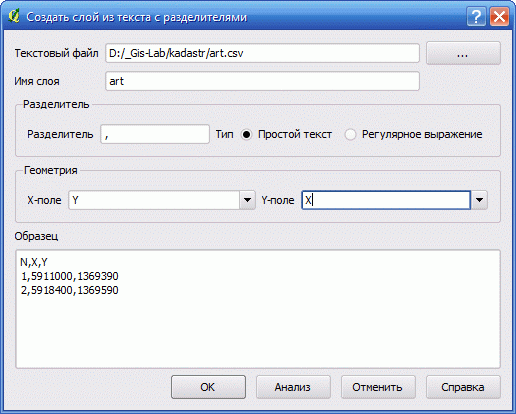 Создать слой из текста с разделителями
Текстовый файл D:/_Gis-Lab/kadastr/art.csv ...
Имя слоя art
Разделитель
Разделитель , Тип Простой текст Регулярное выражение
Геометрия
X-поле Y Y-поле X
Образец
N,X,Y
1,5911000,1369390
2,5918400,1369590
OK Анализ Отменить Справка